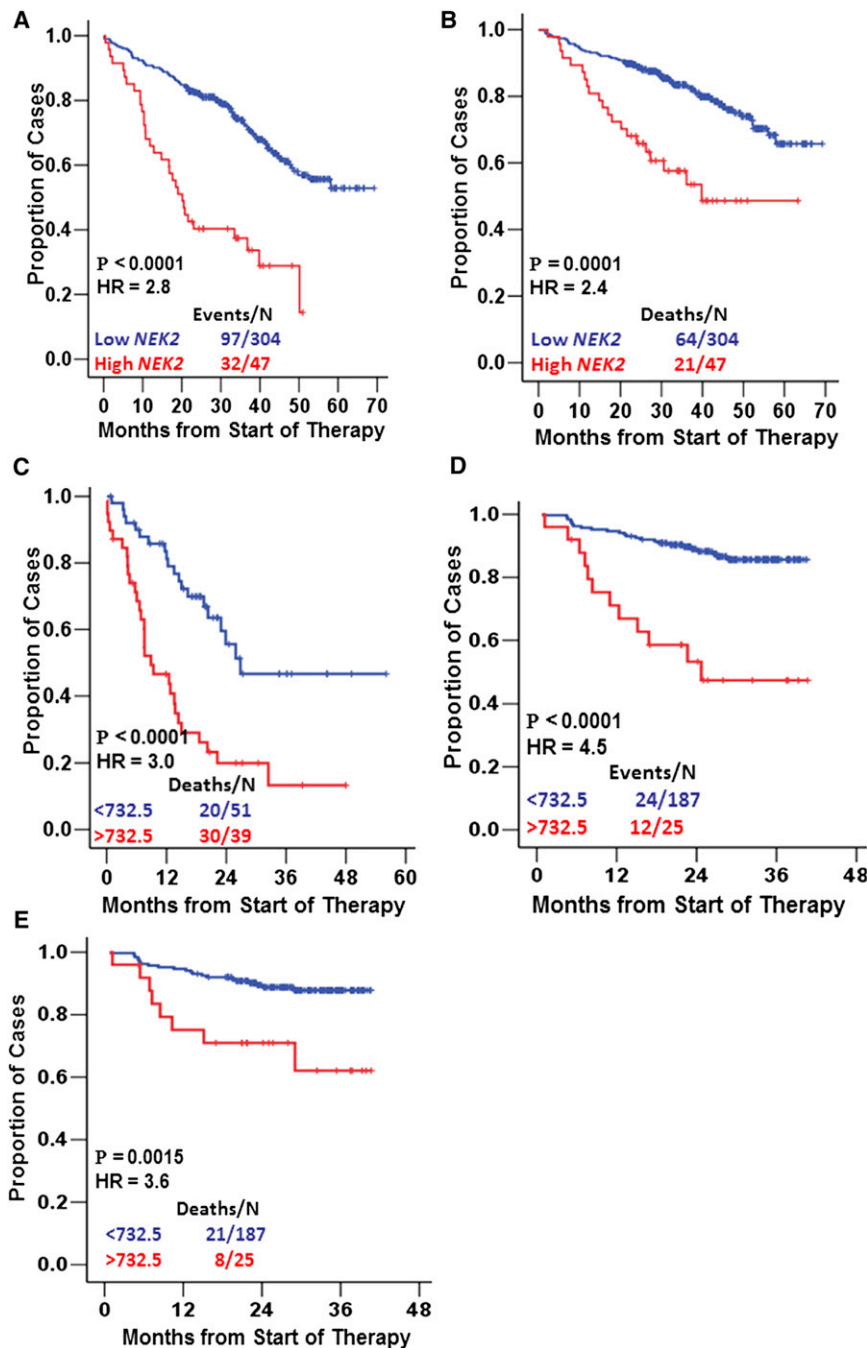 A
Proportion of Cases
1.0
0.8
0.6
0.4
0.2
0.0
P < 0.0001
HR = 2.8
Events/N
Low NEK2 97/304
High NEK2 32/47
0 10 20 30 40 50 60 70
Months from Start of Therapy
B
Proportion of Cases
1.0
0.8
0.6
0.4
0.2
0.0
P = 0.0001
HR = 2.4
Deaths/N
Low NEK2 64/304
High NEK2 21/47
0 10 20 30 40 50 60 70
Months from Start of Therapy
C
Proportion of Cases
1.0
0.8
0.6
0.4
0.2
0.0
P < 0.0001
HR = 3.0
Deaths/N
<732.5 20/51
>732.5 30/39
0 12 24 36 48 60
Months from Start of Therapy
D
Proportion of Cases
1.0
0.8
0.6
0.4
0.2
0.0
P < 0.0001
HR = 4.5
Events/N
<732.5 24/187
>732.5 12/25
0 12 24 36 48
Months from Start of Therapy
E
Proportion of Cases
1.0
0.8
0.6
0.4
0.2
0.0
P = 0.0015
HR = 3.6
Deaths/N
<732.5 21/187
>732.5 8/25
0 12 24 36 48
Months from Start of Therapy